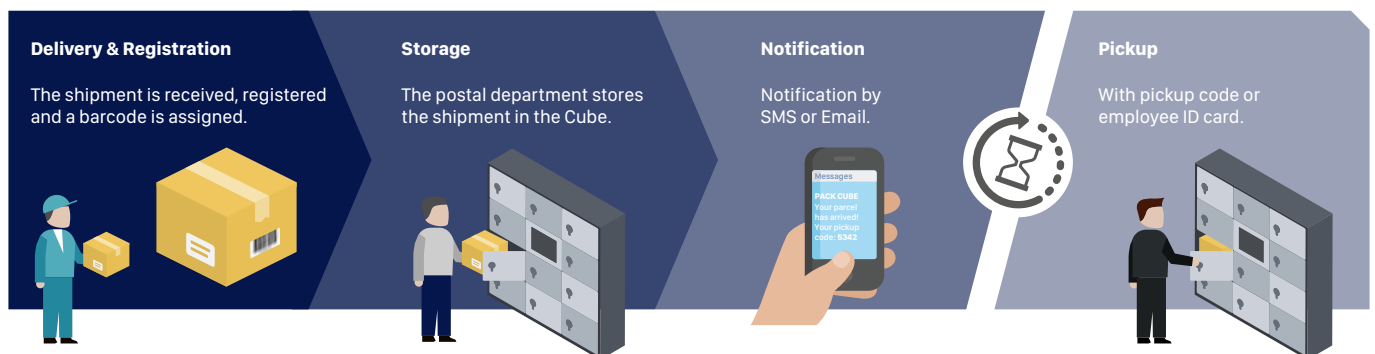 Delivery & Registration
The shipment is received, registered
and a barcode is assigned.
Storage
The postal department stores
the shipment in the Cube.
Notification
Notification by
SMS or Email.
Messages
PACK CUBE
Your parcel
has arrived!
Your pickup
code: 5342
Pickup
With pickup code or
employee ID card.